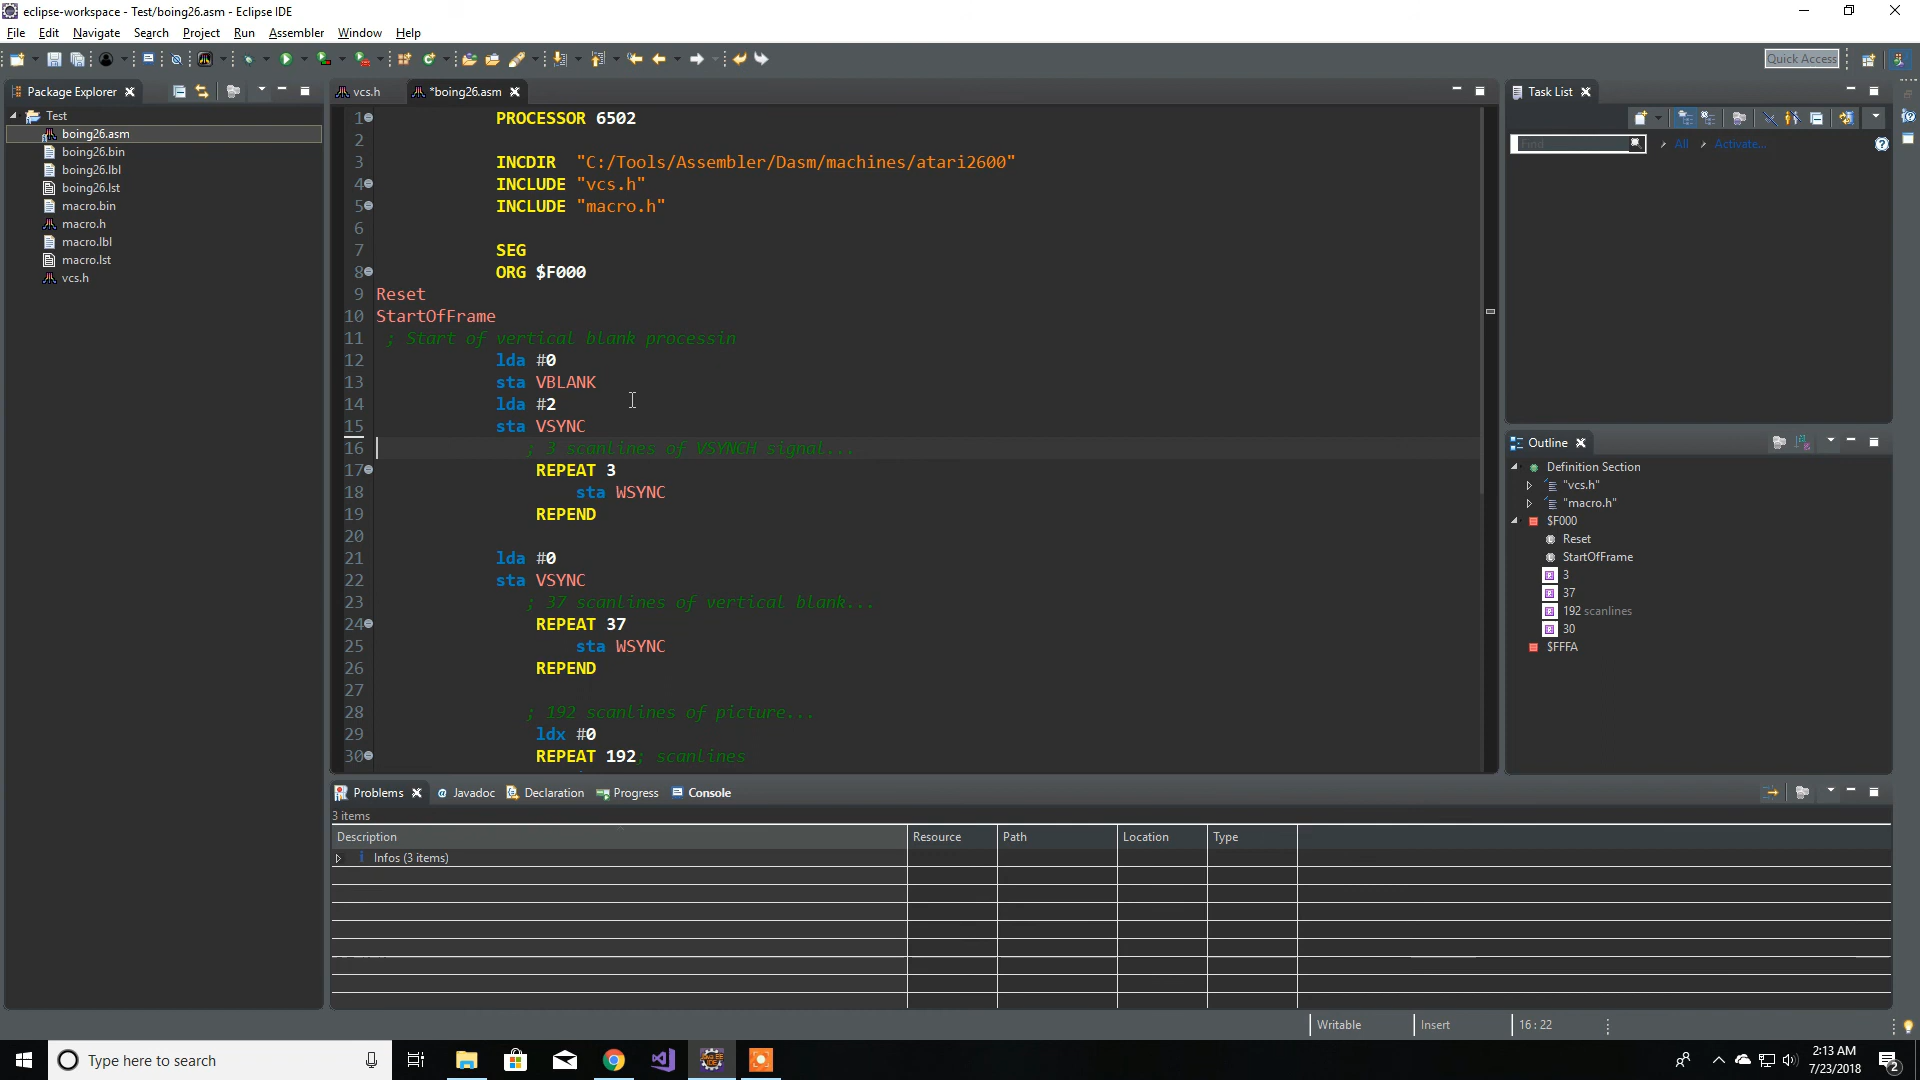 eclipse-workspace - Test/boing26.asm - Eclipse IDE
File Edit Navigate Search Project Run Assembler Window Help
Quick Access
Package Explorer
Test
boing26.asm
boing26.bin
boing26.lbl
boing26.lst
macro.bin
macro.h
macro.lbl
macro.lst
vcs.h
vcs.h *boing26.asm
1 PROCESSOR 6502
2
3 INCDIR "C:/Tools/Assembler/Dasm/machines/atari2600"
4 INCLUDE "vcs.h"
5 INCLUDE "macro.h"
6
7 SEG
8 ORG $F000
9 Reset
10 StartOfFrame
11 ; Start of vertical blank processin
12 lda #0
13 sta VBLANK
14 lda #2
15 sta VSYNC
16 ; 3 scanlines of VSYNCH signal...
17 REPEAT 3
18 sta WSYNC
19 REPEND
20
21 lda #0
22 sta VSYNC
23 ; 37 scanlines of vertical blank...
24 REPEAT 37
25 sta WSYNC
26 REPEND
27
28 ; 192 scanlines of picture...
29 ldx #0
30 REPEAT 192; scanlines
Task List
Find All Activate...
Outline
Definition Section
"vcs.h"
"macro.h"
$F000
Reset
StartOfFrame
3
37
192 scanlines
30
$FFFA
Problems Javadoc Declaration Progress Console
3 items
Description Resource Path Location Type
Infos (3 items)
Writable Insert 16 : 22
Type here to search
2:13 AM
7/23/2018
2